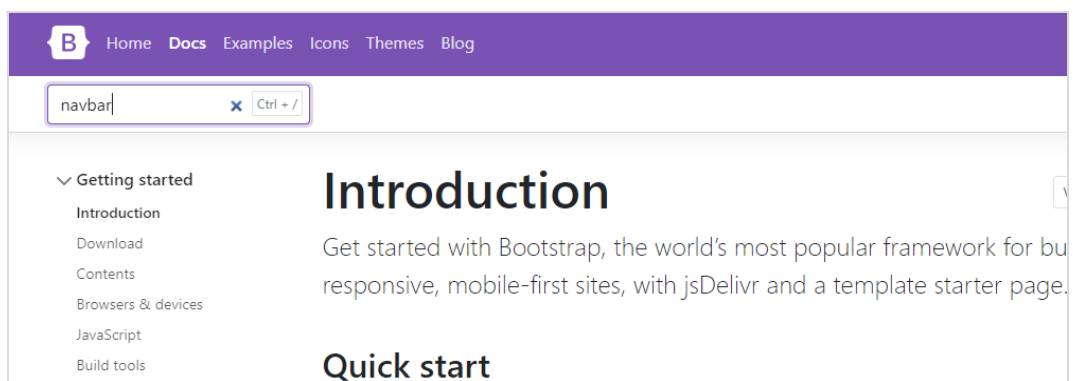 B Home Docs Examples Icons Themes Blog
navbar Ctrl + /
Getting started
Introduction
Download
Contents
Browsers & devices
JavaScript
Build tools
Introduction
Get started with Bootstrap, the world's most popular framework for bu
responsive, mobile-first sites, with jsDelivr and a template starter page.
Quick start